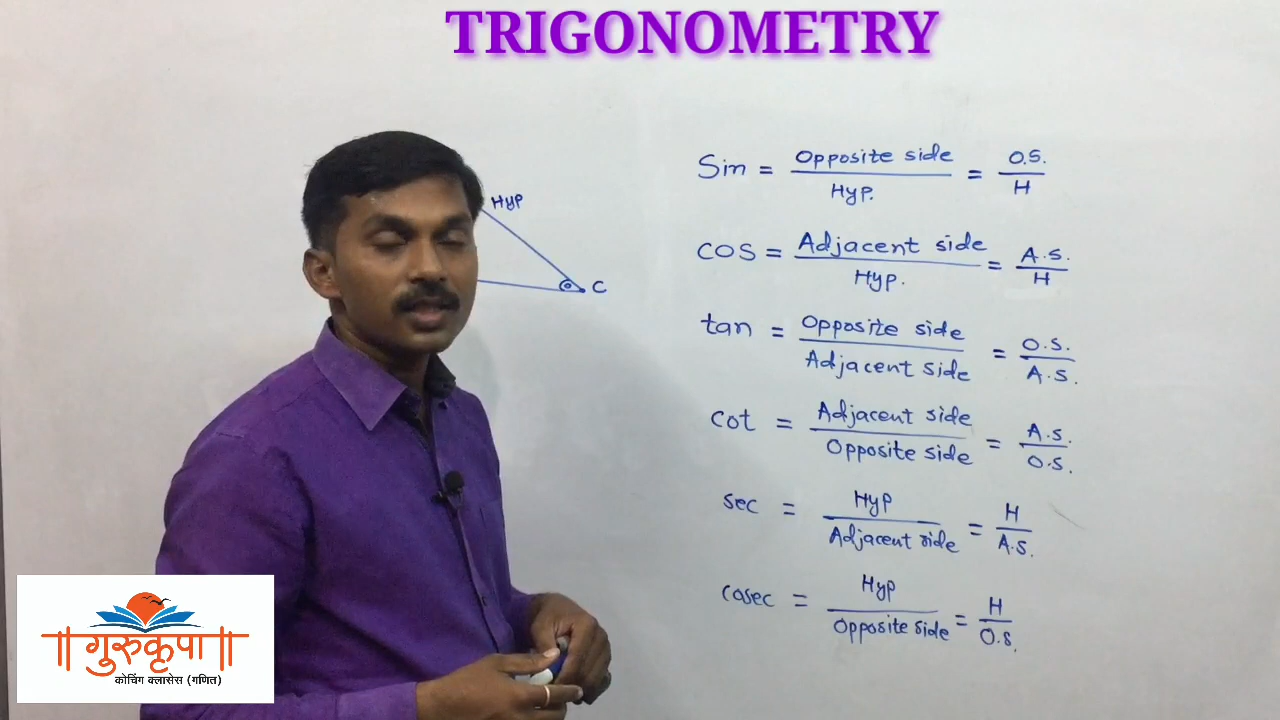 TRIGONOMETRY
Hyp
C
Sin = Opposite side / Hyp. = O.S. / H
COS = Adjacent side / Hyp. = A.S. / H
tan = Opposite side / Adjacent side = O.S. / A.S.
cot = Adjacent side / Opposite side = A.S. / O.S.
sec = Hyp / Adjacent side = H / A.S.
cosec = Hyp / Opposite side = H / O.S.
||गुरुकृपा||
कोचिंग क्लासेस (गणित)